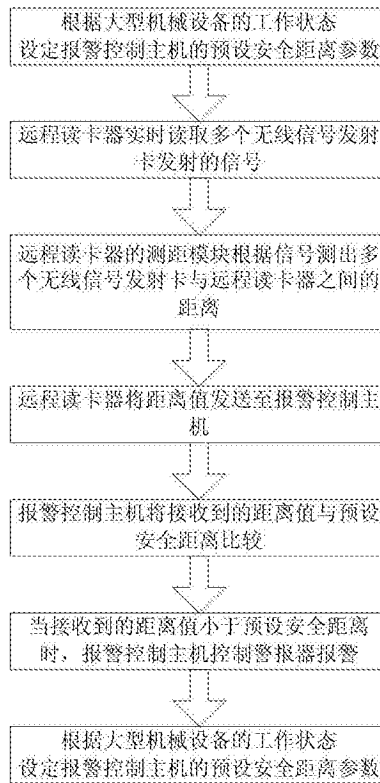 根据大型机械设备的工作状态
设定报警控制主机的预设安全距离参数
远程读卡器实时读取多个无线信号发射
卡发射的信号
远程读卡器的测距模块根据信号测出多
个无线信号发射卡与远程读卡器之间的
距离
远程读卡器将距离值发送至报警控制主
机
报警控制主机将接收到的距离值与预设
安全距离比较
当接收到的距离值小于预设安全距离
时，报警控制主机控制警报器报警
根据大型机械设备的工作状态
设定报警控制主机的预设安全距离参数